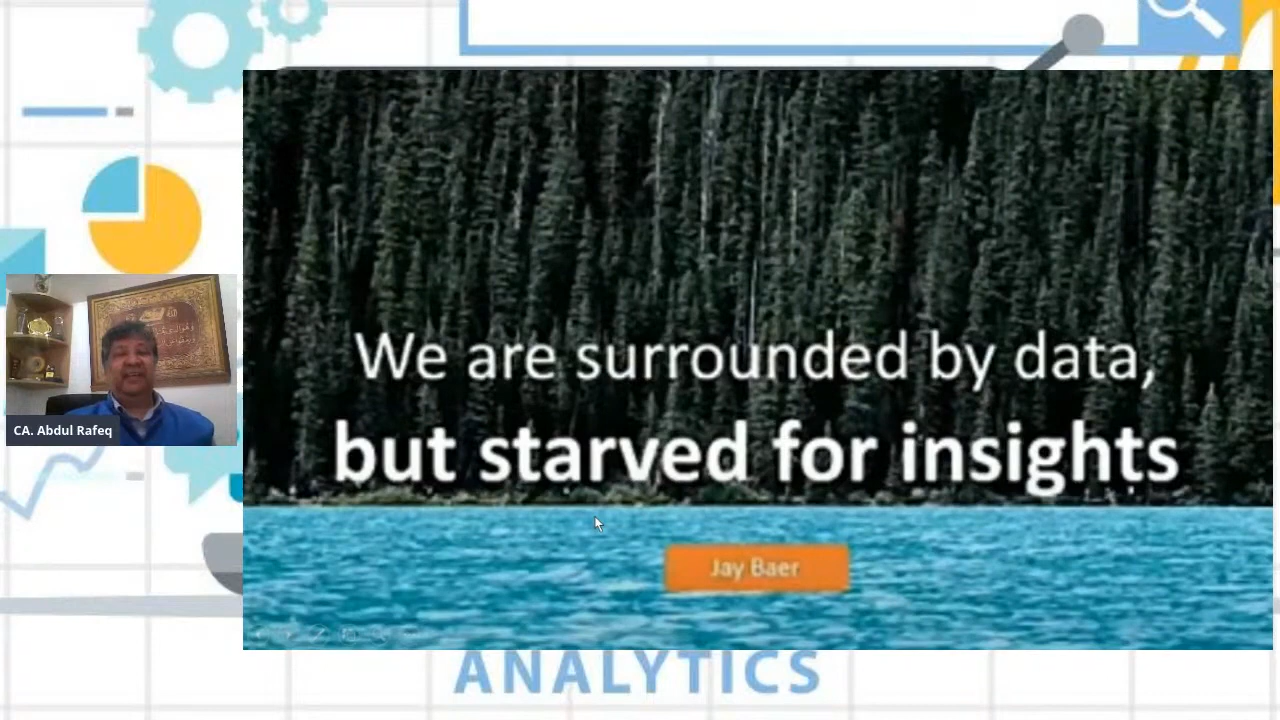 We are surrounded by data,
but starved for insights
Jay Baer
CA. Abdul Rafeq
ANALYTICS